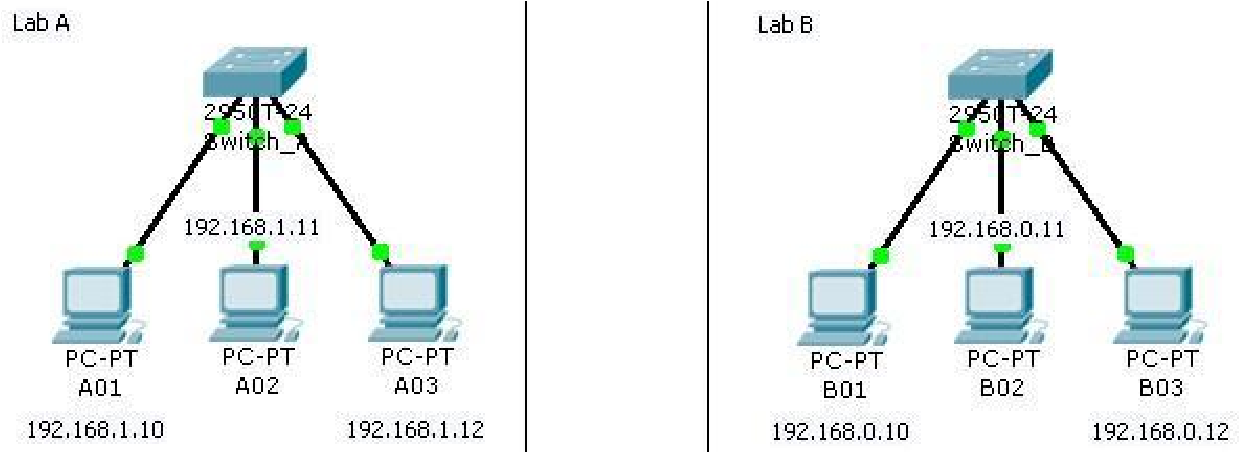 Lab A
2950T-24
Switch_A
192.168.1.11
PC-PT
A01
PC-PT
A02
PC-PT
A03
192.168.1.10
192.168.1.12
Lab B
2950T-24
Switch_B
192.168.0.11
PC-PT
B01
PC-PT
B02
PC-PT
B03
192.168.0.10
192.168.0.12